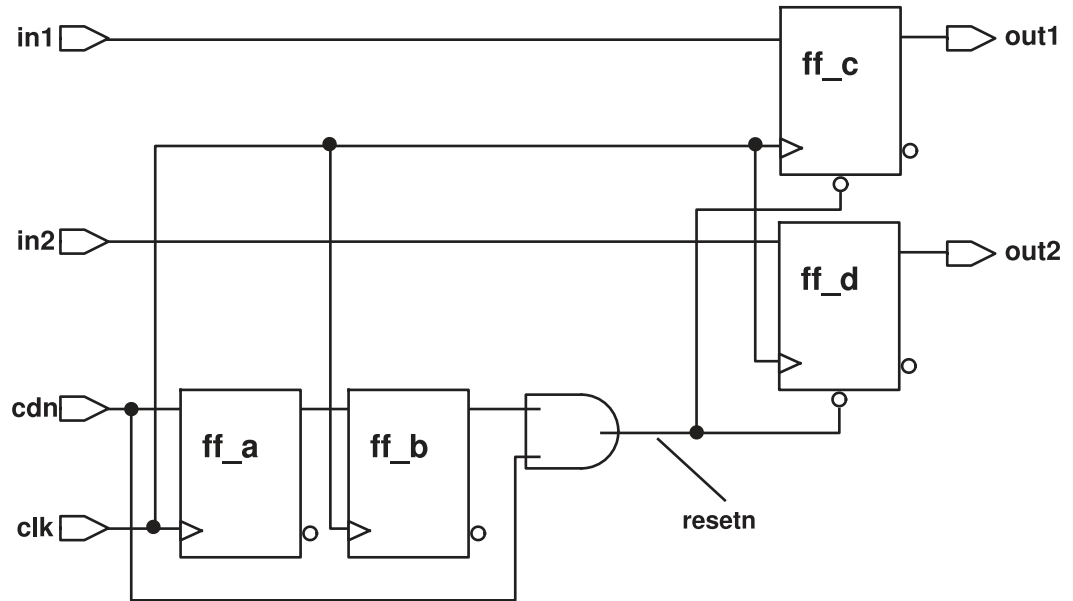 in1
ff_c
out1
in2
ff_d
out2
cdn
ff_a
ff_b
clk
resetn